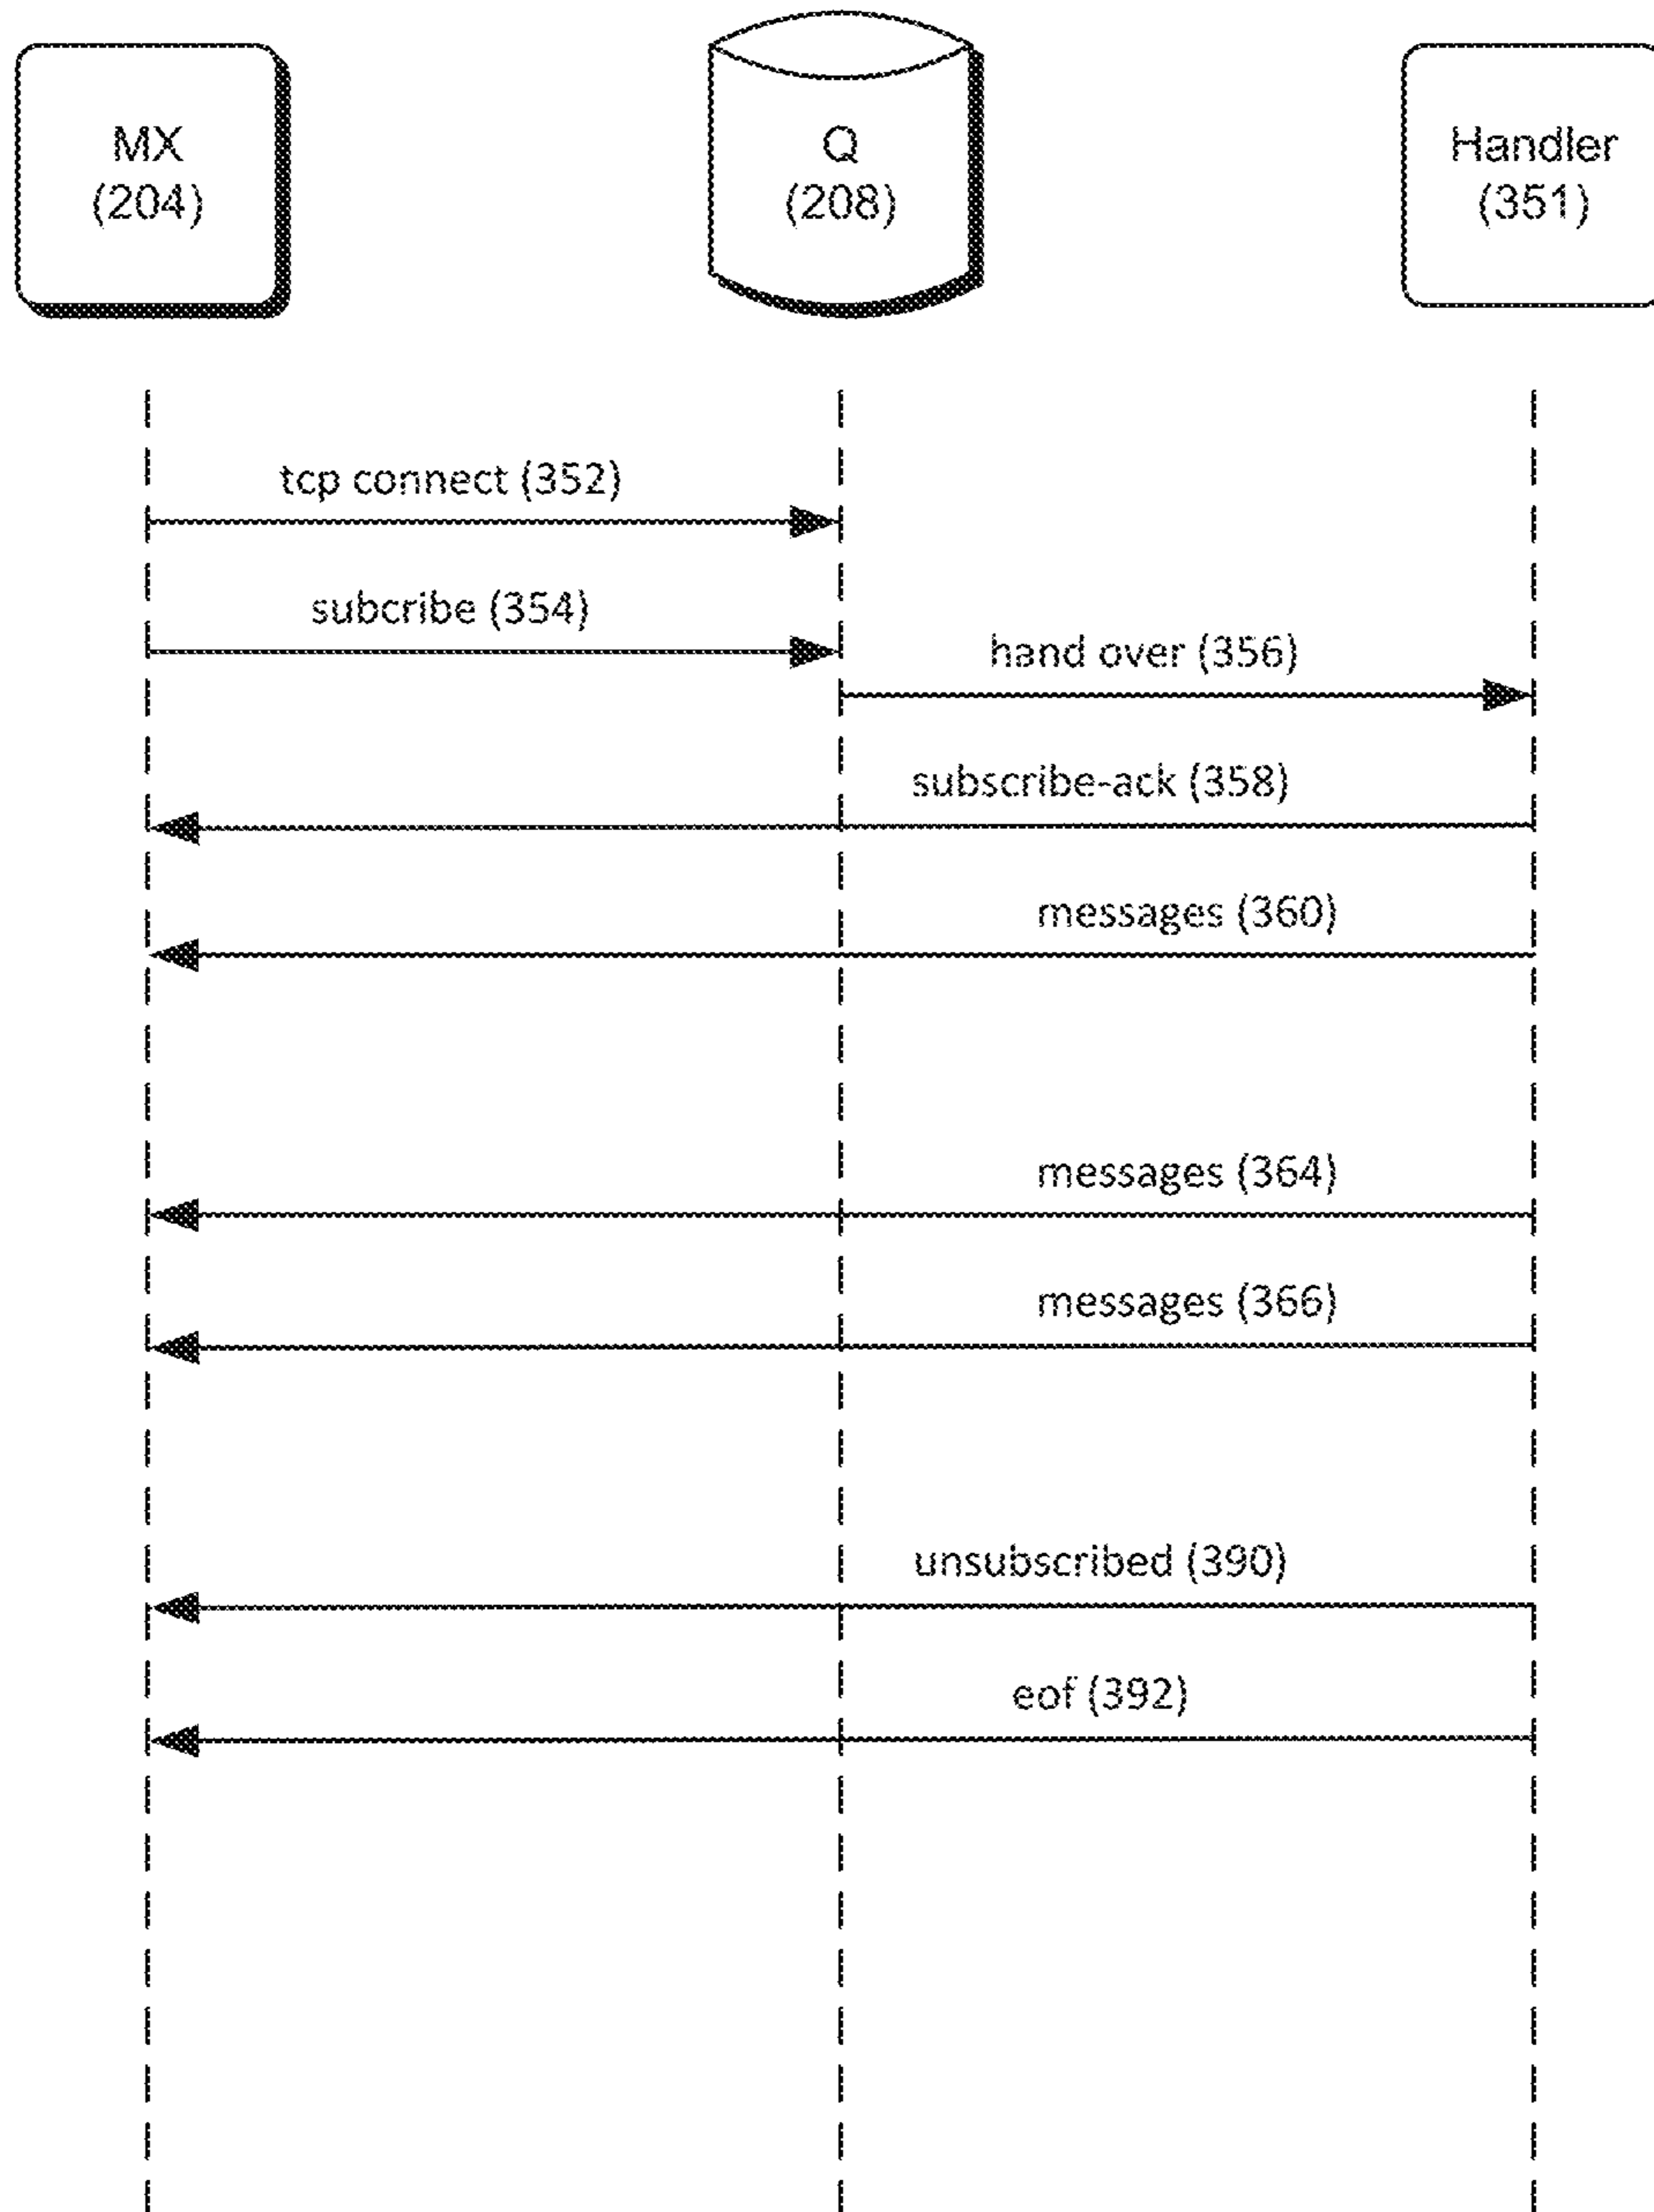 MX
(204)
Q
(208)
Handler
(351)
tcp connect (352)
subcribe (354)
hand over (356)
subscribe-ack (358)
messages (360)
messages (364)
messages (366)
unsubscribed (390)
eof (392)